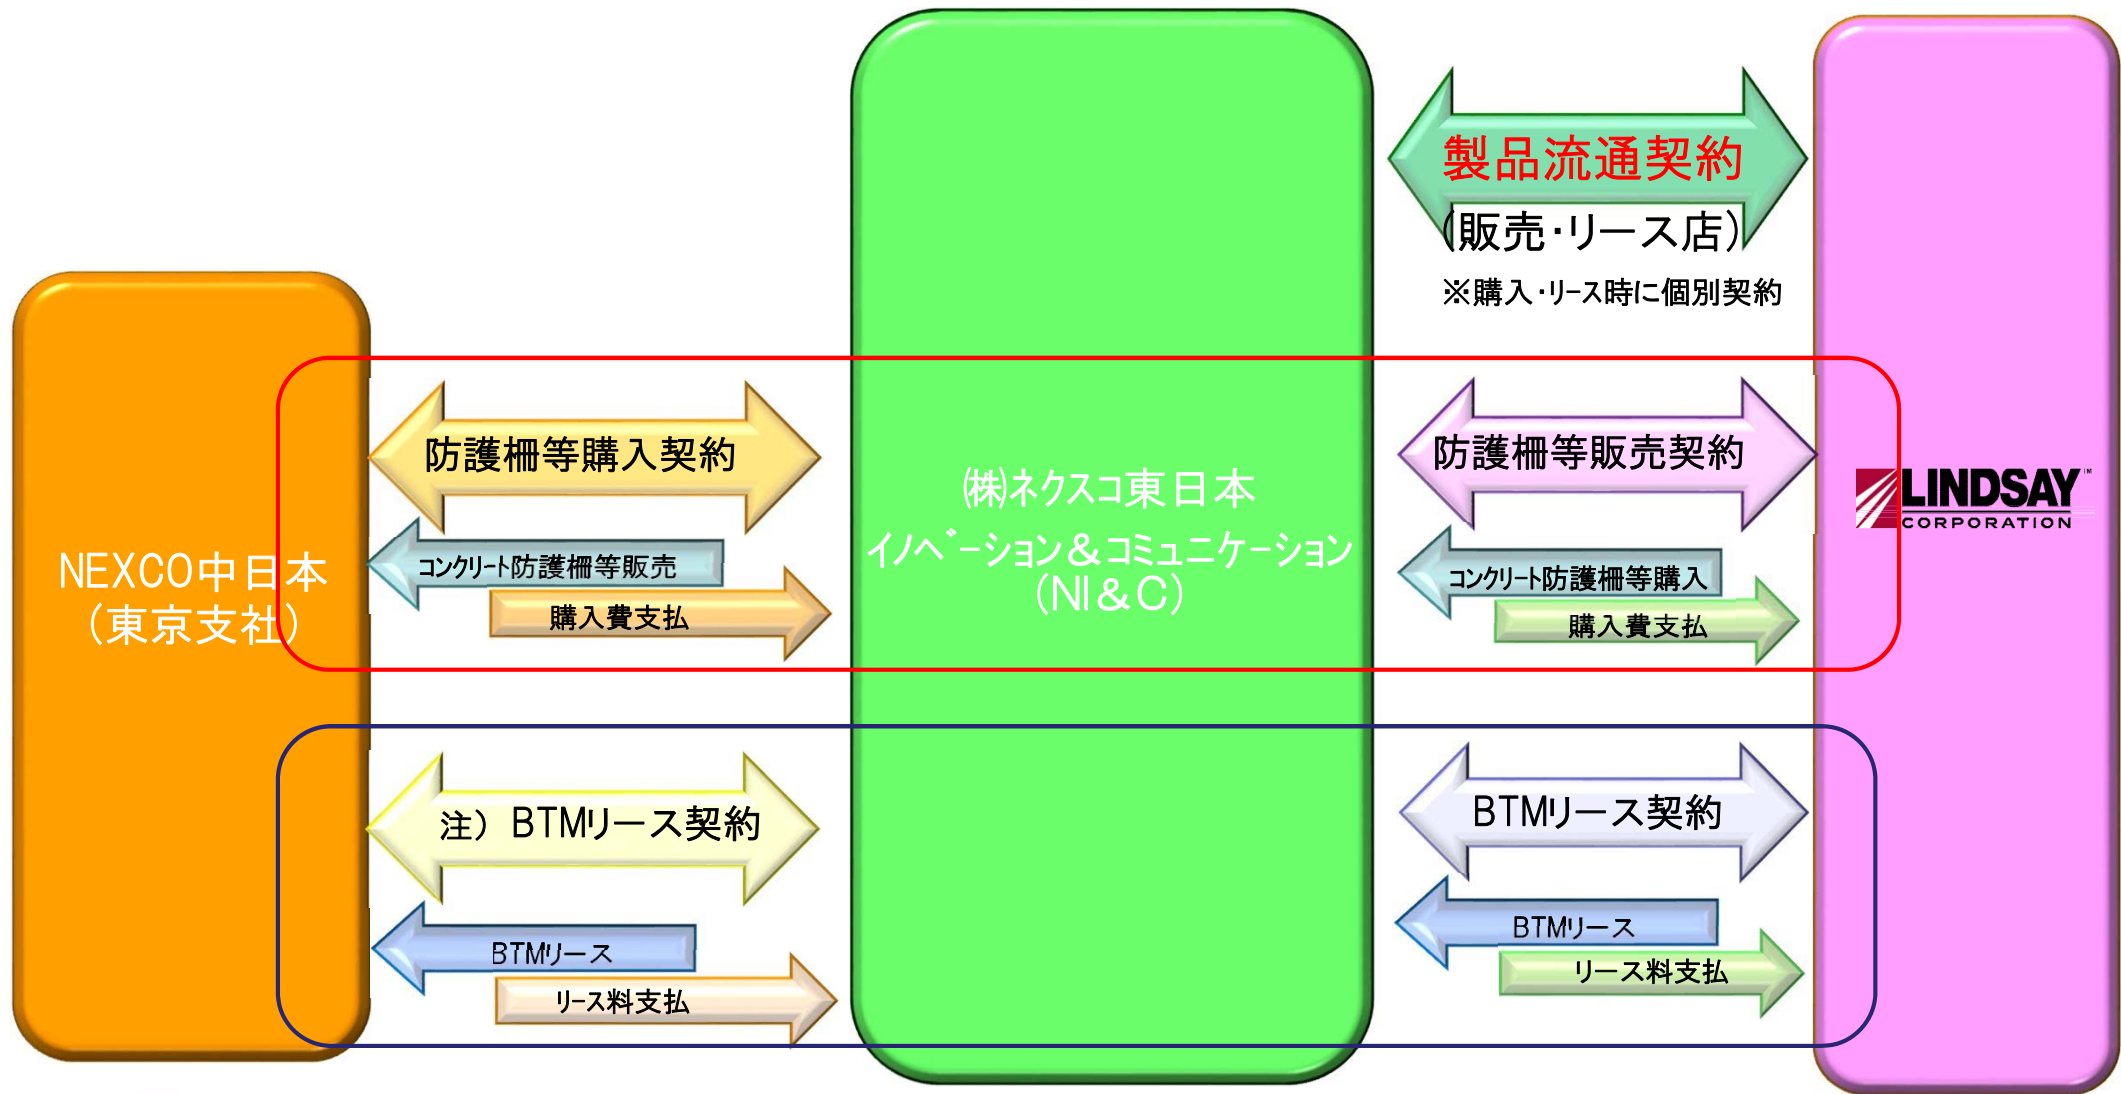 製品流通契約
(販売・リース店)
※購入・リース時に個別契約
防護柵等購入契約
コンクリート防護柵等販売
購入費支払
防護柵等販売契約
コンクリート防護柵等購入
購入費支払
NEXCO中日本
(東京支社)
㈱ネクスコ東日本
イノベーション&コミュニケーション
(NI&C)
LINDSAY™
CORPORATION
注) BTMリース契約
BTMリース
リース料支払
BTMリース契約
BTMリース
リース料支払